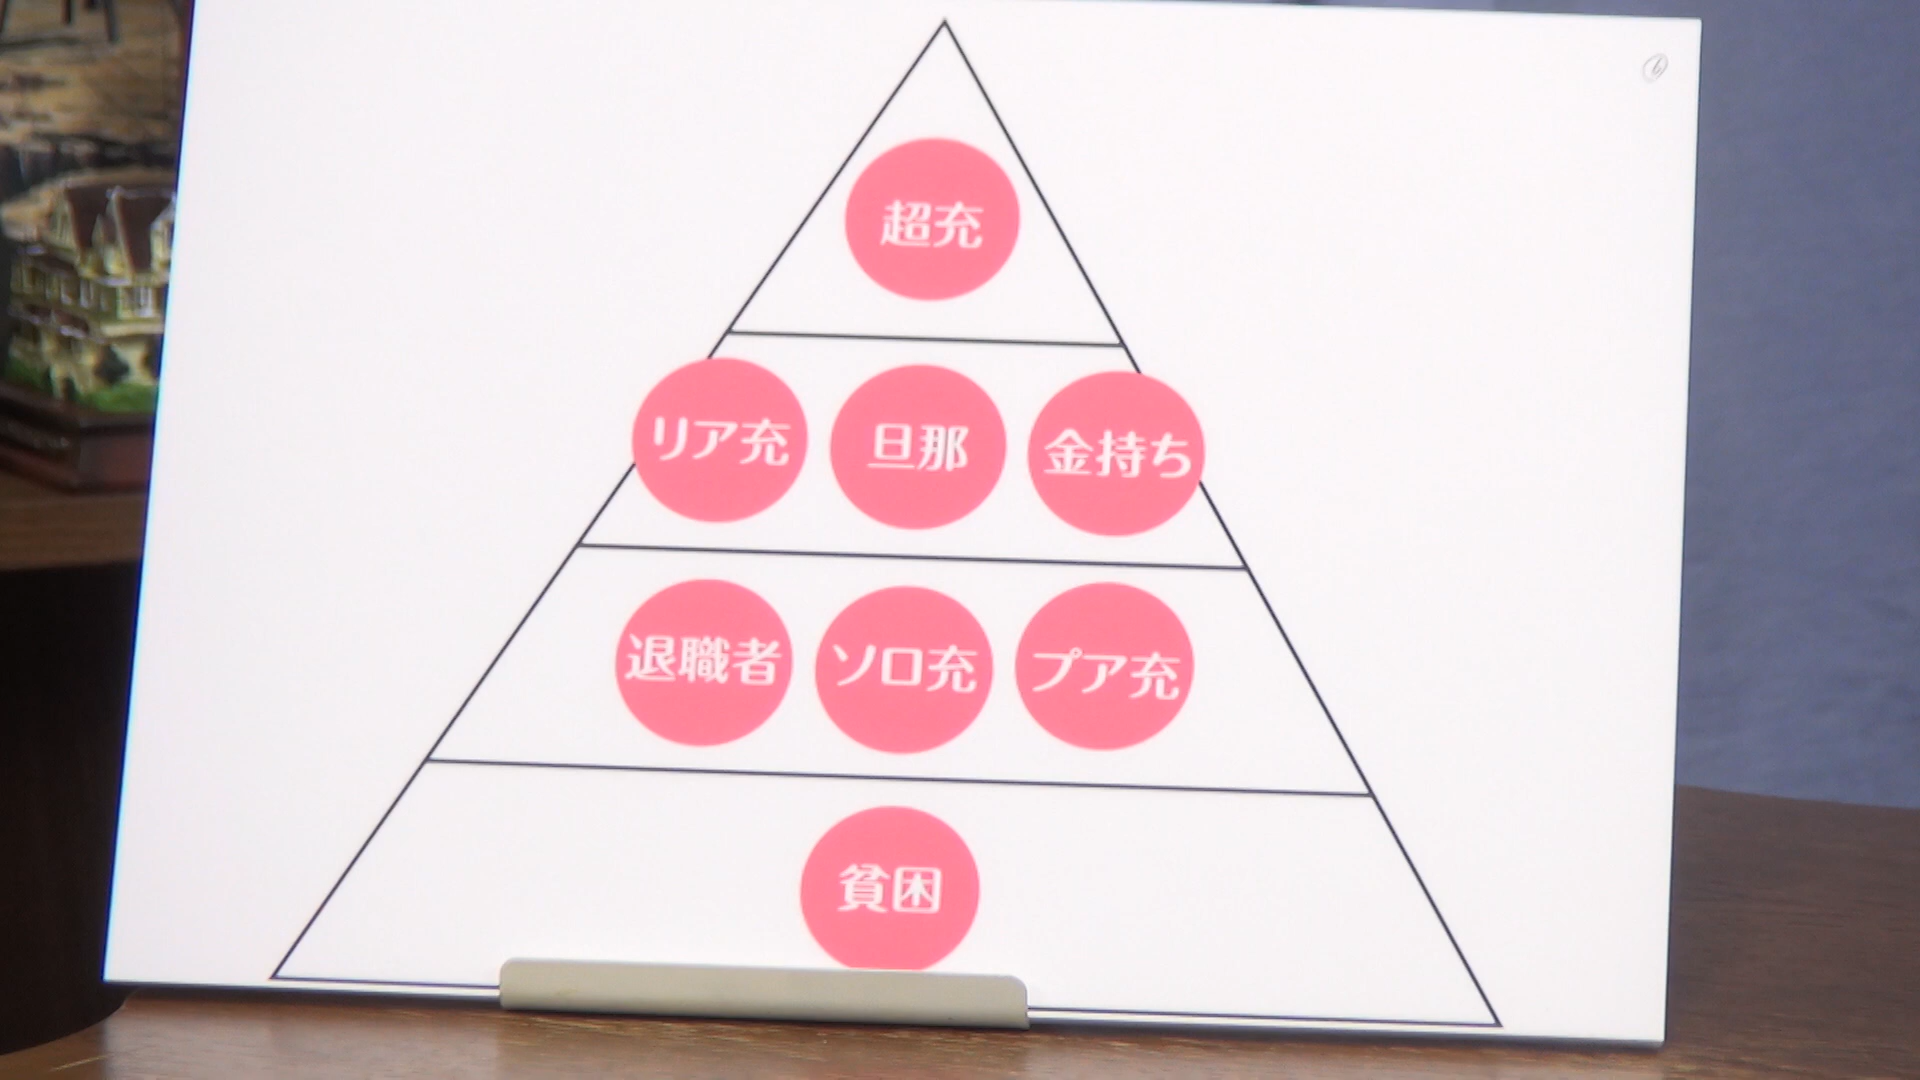 超充
リア充 旦那 金持ち
退職者 ソロ充 プア充
貧困